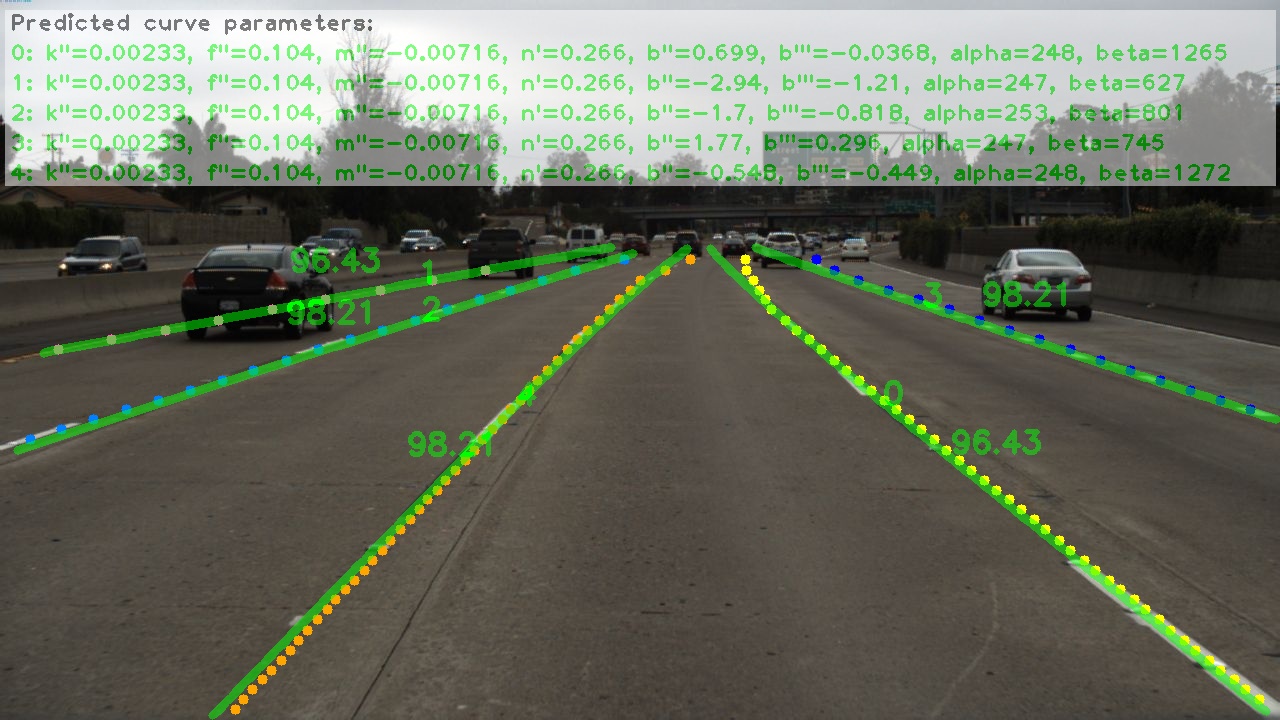 Predicted curve parameters:
0: k''=0.00233, f''=0.104, m''=-0.00716, n'=0.266, b''=0.699, b'''=-0.0368, alpha=248, beta=1265
1: k''=0.00233, f''=0.104, m''=-0.00716, n'=0.266, b''=-2.94, b'''=-1.21, alpha=247, beta=627
2: k''=0.00233, f''=0.104, m''=-0.00716, n'=0.266, b''=-1.7, b'''=-0.818, alpha=253, beta=801
3: k''=0.00233, f''=0.104, m''=-0.00716, n'=0.266, b''=1.77, b'''=0.296, alpha=247, beta=745
4: k''=0.00233, f''=0.104, m''=-0.00716, n'=0.266, b''=-0.548, b'''=-0.449, alpha=248, beta=1272
96.43 1
98.21 2
3 98.21
0
98.21
96.43